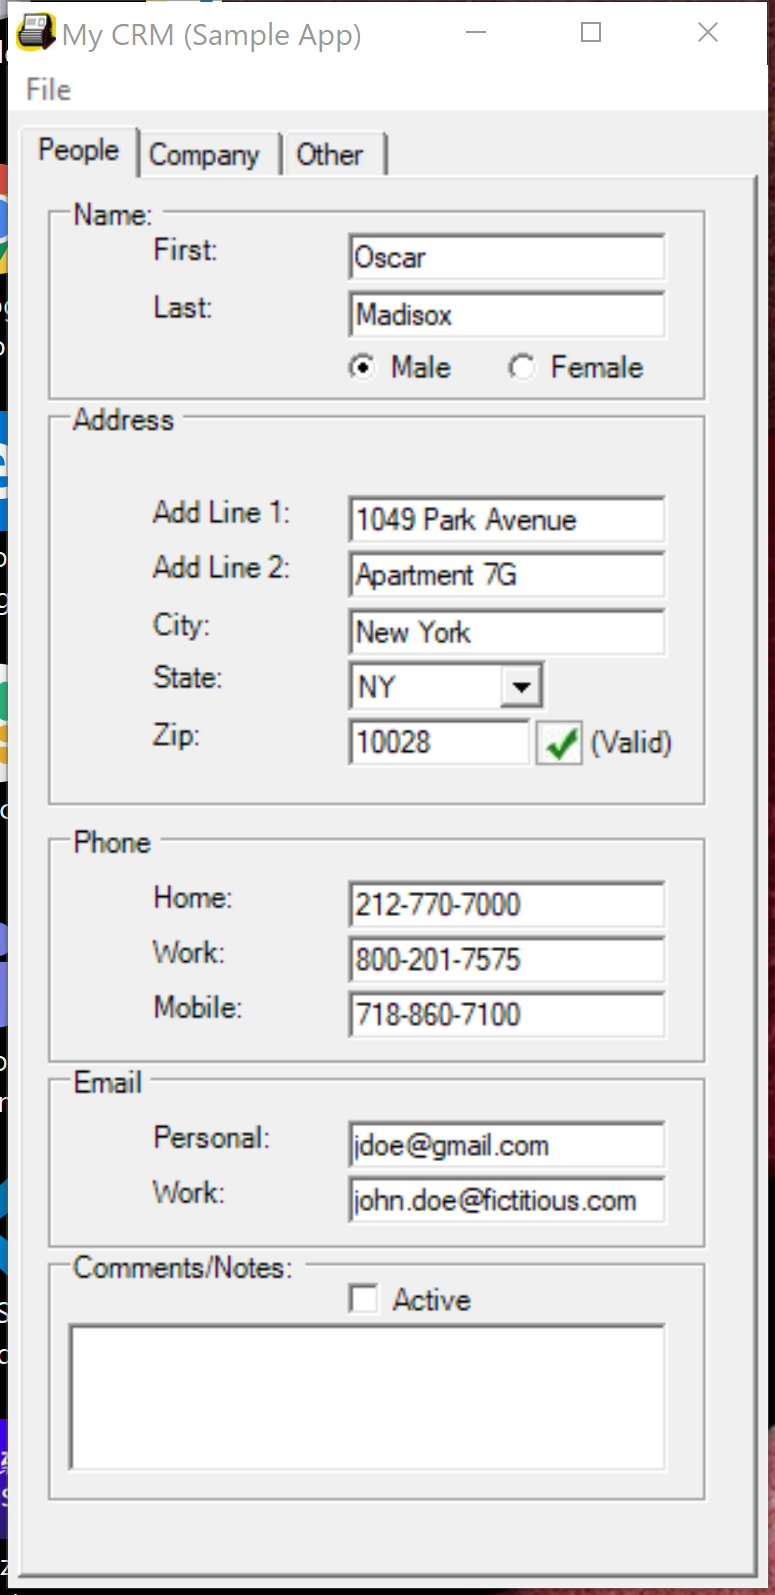 My CRM (Sample App)
File
People Company Other
Name:
First: Oscar
Last: Madisox
Male Female
Address
Add Line 1: 1049 Park Avenue
Add Line 2: Apartment 7G
City: New York
State: NY
Zip: 10028 (Valid)
Phone
Home: 212-770-7000
Work: 800-201-7575
Mobile: 718-860-7100
Email
Personal: jdoe@gmail.com
Work: john.doe@fictitious.com
Comments/Notes:
Active